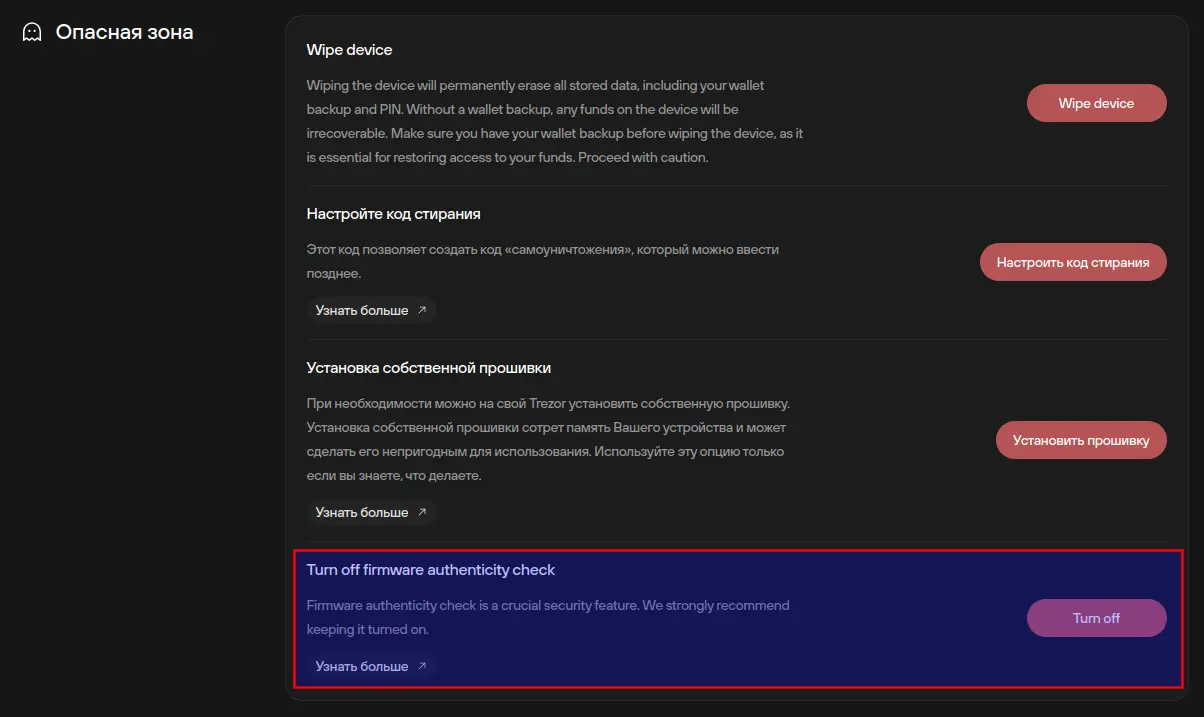 Опасная зона
Wipe device
Wiping the device will permanently erase all stored data, including your wallet
backup and PIN. Without a wallet backup, any funds on the device will be
irrecoverable. Make sure you have your wallet backup before wiping the device, as it
is essential for restoring access to your funds. Proceed with caution.
Wipe device
Настройте код стирания
Этот код позволяет создать код «самоуничтожения», который можно ввести
позднее.
Настроить код стирания
Узнать больше
Установка собственной прошивки
При необходимости можно на свой Trezor установить собственную прошивку.
Установка собственной прошивки сотрет память Вашего устройства и может
сделать его непригодным для использования. Используйте эту опцию только
если вы знаете, что делаете.
Установить прошивку
Узнать больше
Turn off firmware authenticity check
Firmware authenticity check is a crucial security feature. We strongly recommend
keeping it turned on.
Turn off
Узнать больше